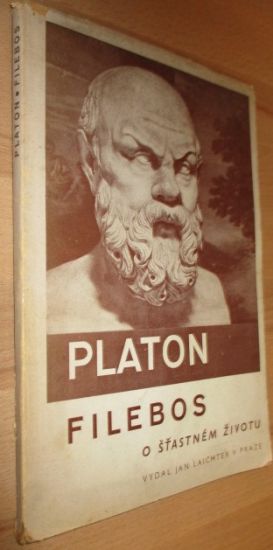 PLATON • FILEBOS
PLATON
FILEBOS
O ŠŤASTNÉM ŽIVOTU
VYDAL JAN LAICHTER V PRAZE